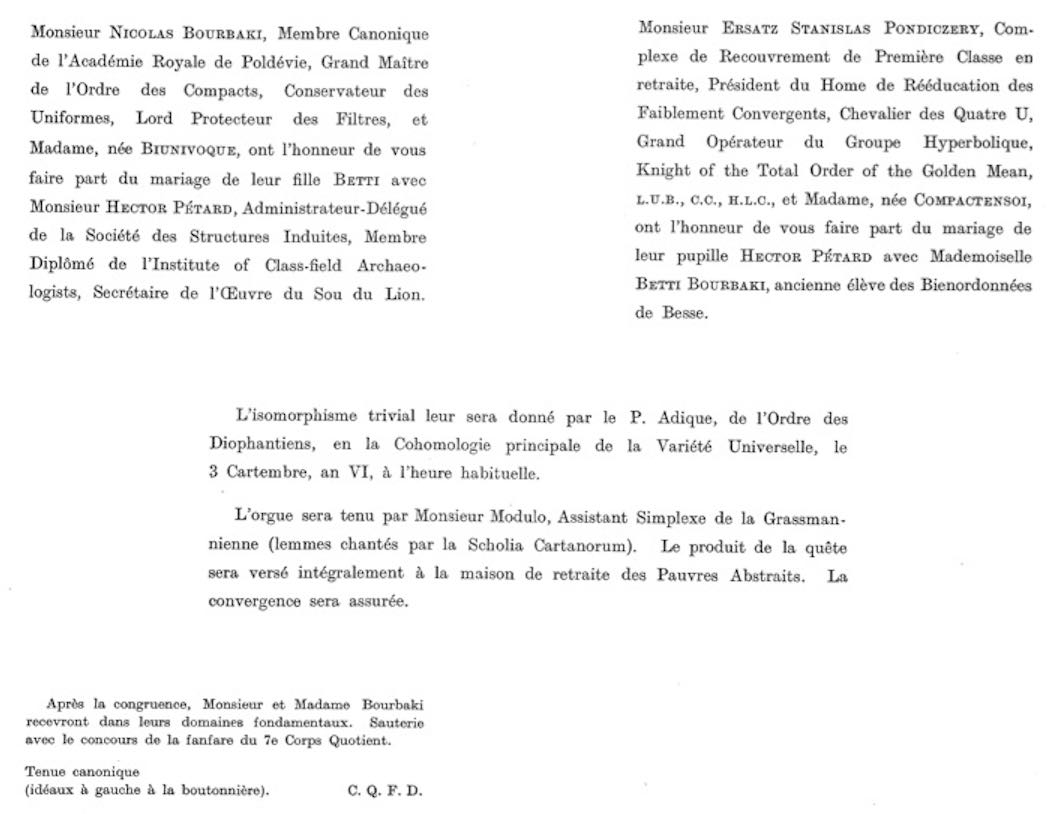 Monsieur Nicolas Bourbaki, Membre Canonique
de l'Académie Royale de Poldévie, Grand Maître
de l'Ordre des Compacts, Conservateur des
Uniformes, Lord Protecteur des Filtres, et
Madame, née Biunivoque, ont l'honneur de vous
faire part du mariage de leur fille Betti avec
Monsieur Hector Pétard, Administrateur-Délégué
de la Société des Structures Induites, Membre
Diplômé de l'Institute of Class-field Archaeo-
logists, Secrétaire de l'Œuvre du Sou du Lion.
Monsieur Ersatz Stanislas Pondiczery, Com-
plexe de Recouvrement de Première Classe en
retraite, Président du Home de Rééducation des
Faiblement Convergents, Chevalier des Quatre U,
Grand Opérateur du Groupe Hyperbolique,
Knight of the Total Order of the Golden Mean,
L.U.B., C.C., H.L.C., et Madame, née Compactensoi,
ont l'honneur de vous faire part du mariage de
leur pupille Hector Pétard avec Mademoiselle
Betti Bourbaki, ancienne élève des Bienordonnées
de Besse.
L'isomorphisme trivial leur sera donné par le P. Adique, de l'Ordre des
Diophantiens, en la Cohomologie principale de la Variété Universelle, le
3 Cartembre, an VI, à l'heure habituelle.
L'orgue sera tenu par Monsieur Modulo, Assistant Simplexe de la Grassman-
nienne (lemmes chantés par la Scholia Cartanorum). Le produit de la quête
sera versé intégralement à la maison de retraite des Pauvres Abstraits. La
convergence sera assurée.
Après la congruence, Monsieur et Madame Bourbaki
recevront dans leurs domaines fondamentaux. Sauterie
avec le concours de la fanfare du 7e Corps Quotient.
Tenue canonique
(idéaux à gauche à la boutonnière). C. Q. F. D.